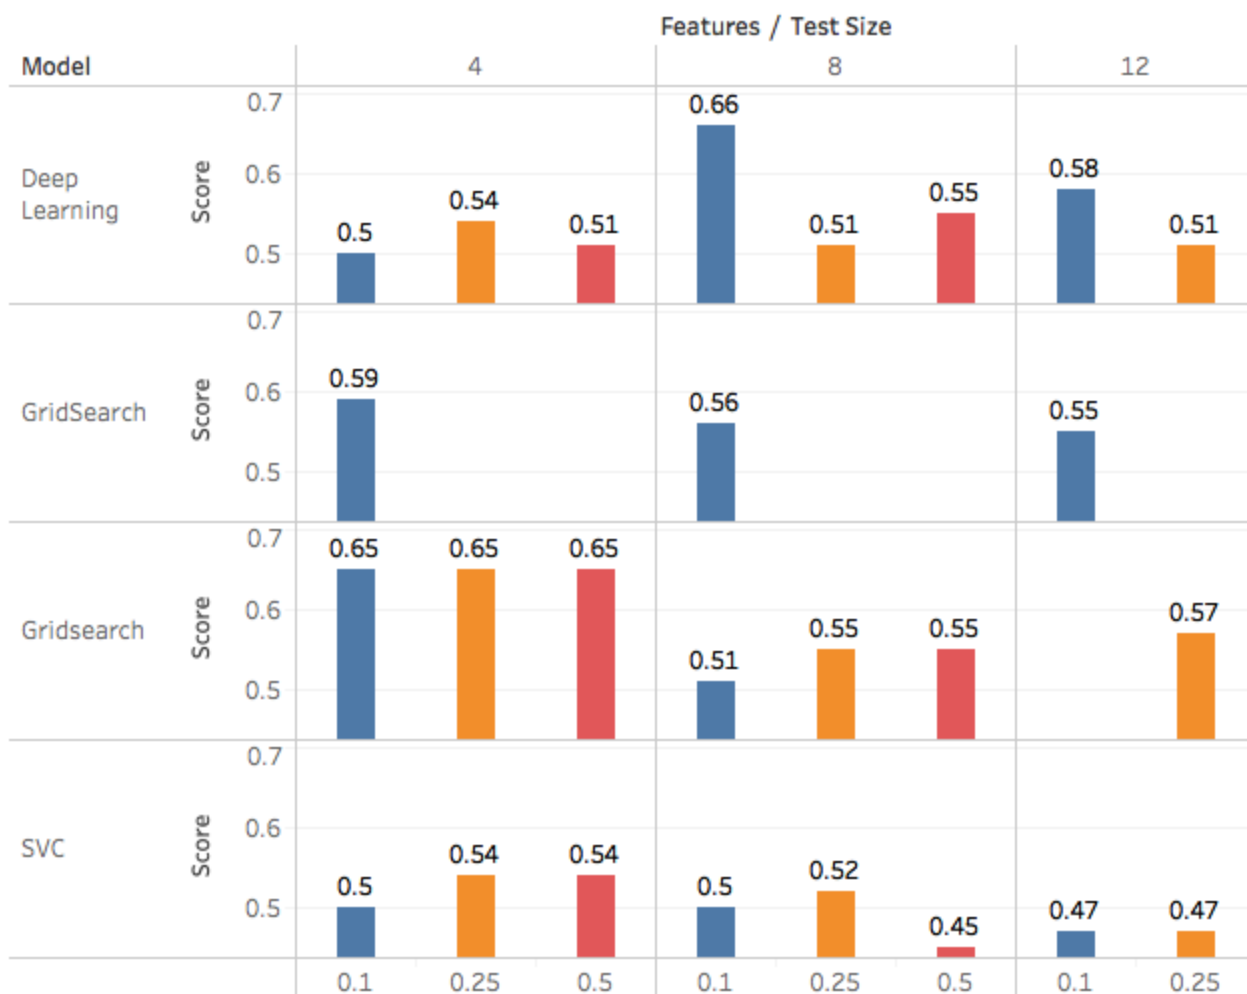 Features / Test Size
Model 4 8 12
0.7
0.66
0.6
0.58
Deep
Learning
Score
0.54
0.55
0.5
0.51
0.51
0.51
0.5
0.7
0.59
0.6
0.56
0.55
GridSearch
Score
0.5
0.7
0.65 0.65 0.65
0.6
0.57
0.55 0.55
Gridsearch
Score
0.51
0.5
0.7
0.6
SVC
Score
0.54 0.54
0.52
0.5
0.5
0.5
0.47 0.47
0.45
0.1 0.25 0.5 0.1 0.25 0.5 0.1 0.25